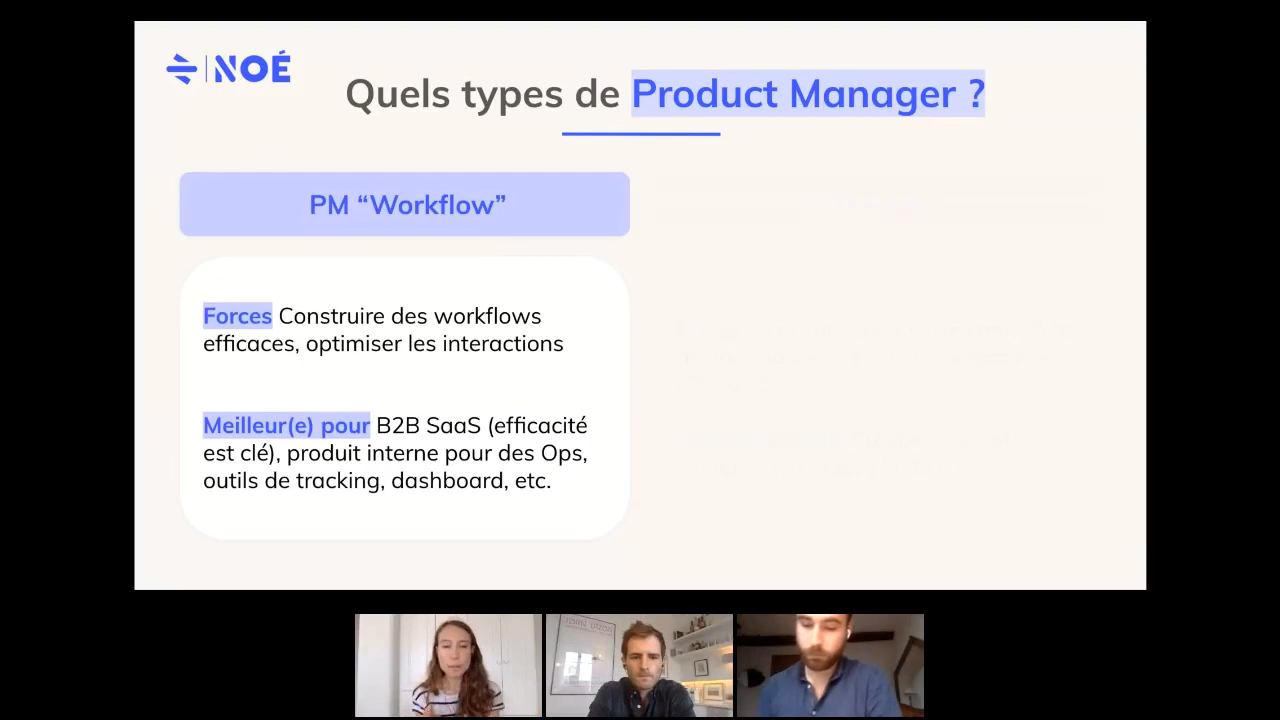 NOÉ
Quels types de Product Manager ?
PM “Workflow”
Forces Construire des workflows
efficaces, optimiser les interactions
Meilleur(e) pour B2B SaaS (efficacité
est clé), produit interne pour des Ops,
outils de tracking, dashboard, etc.